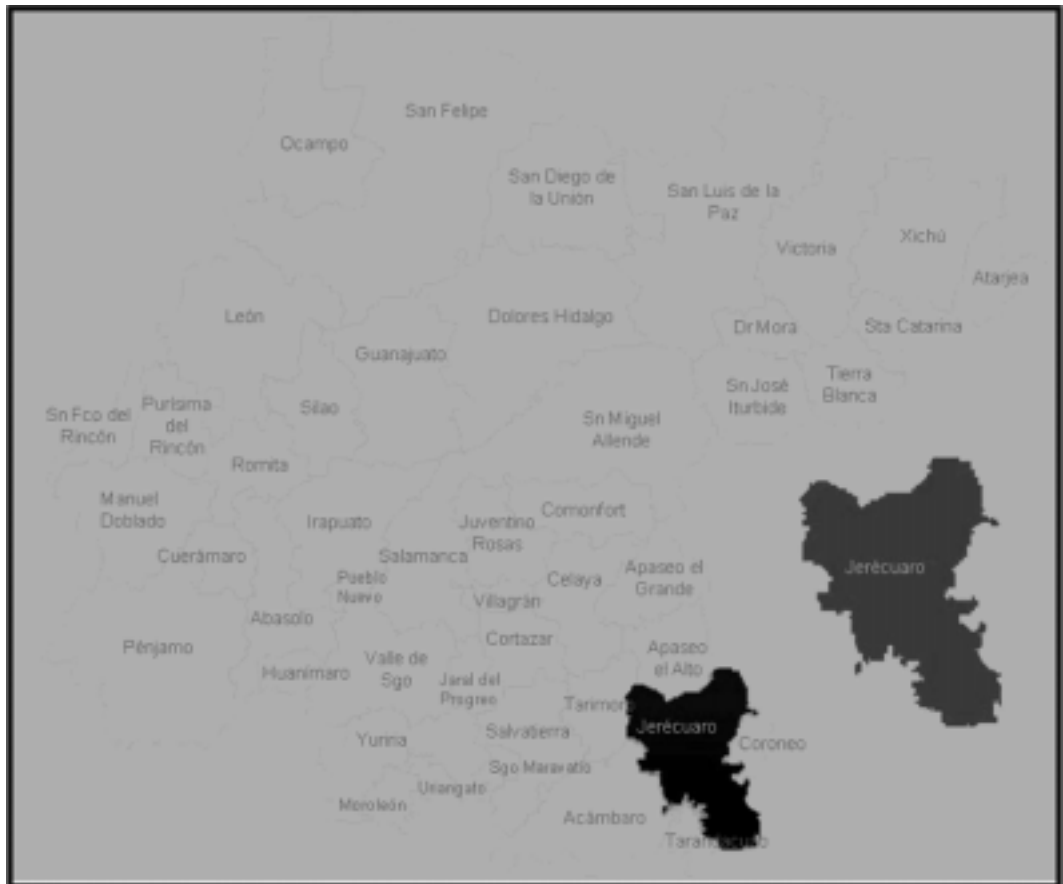 San Felipe
Ocampo
San Diego de
la Unión
San Luis de la
Paz
Victoria
Xichú
Atarjea
León
Dolores Hidalgo
Dr Mora
Sta Catarina
Guanajuato
Sn José
Iturbide
Tierra
Blanca
Sn Fco del
Rincón
Purísima
del
Rincón
Silao
Sn Miguel
Allende
Romita
Manuel
Doblado
Irapuato
Juventino
Rosas
Comonfort
Cuerámaro
Salamanca
Pueblo
Nuevo
Celaya
Apaseo el
Grande
Jerécuaro
Villagrán
Abasolo
Pénjamo
Cortazar
Apaseo
el Alto
Huanímaro
Valle de
Sgo
Jaral del
Progreo
Tarimoro
Jerécuaro
Yuriria
Salvatierra
Coroneo
Sgo Maravatío
Uriangato
Moroleón
Acámbaro
Tarandacuao